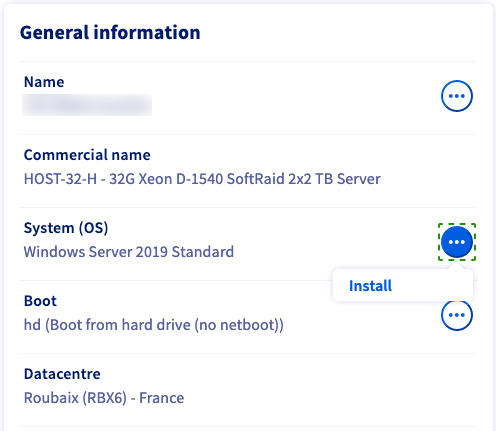 General information
Name
Commercial name
HOST-32-H - 32G Xeon D-1540 SoftRaid 2x2 TB Server
System (OS)
Windows Server 2019 Standard
Install
Boot
hd (Boot from hard drive (no netboot))
Datacentre
Roubaix (RBX6) - France